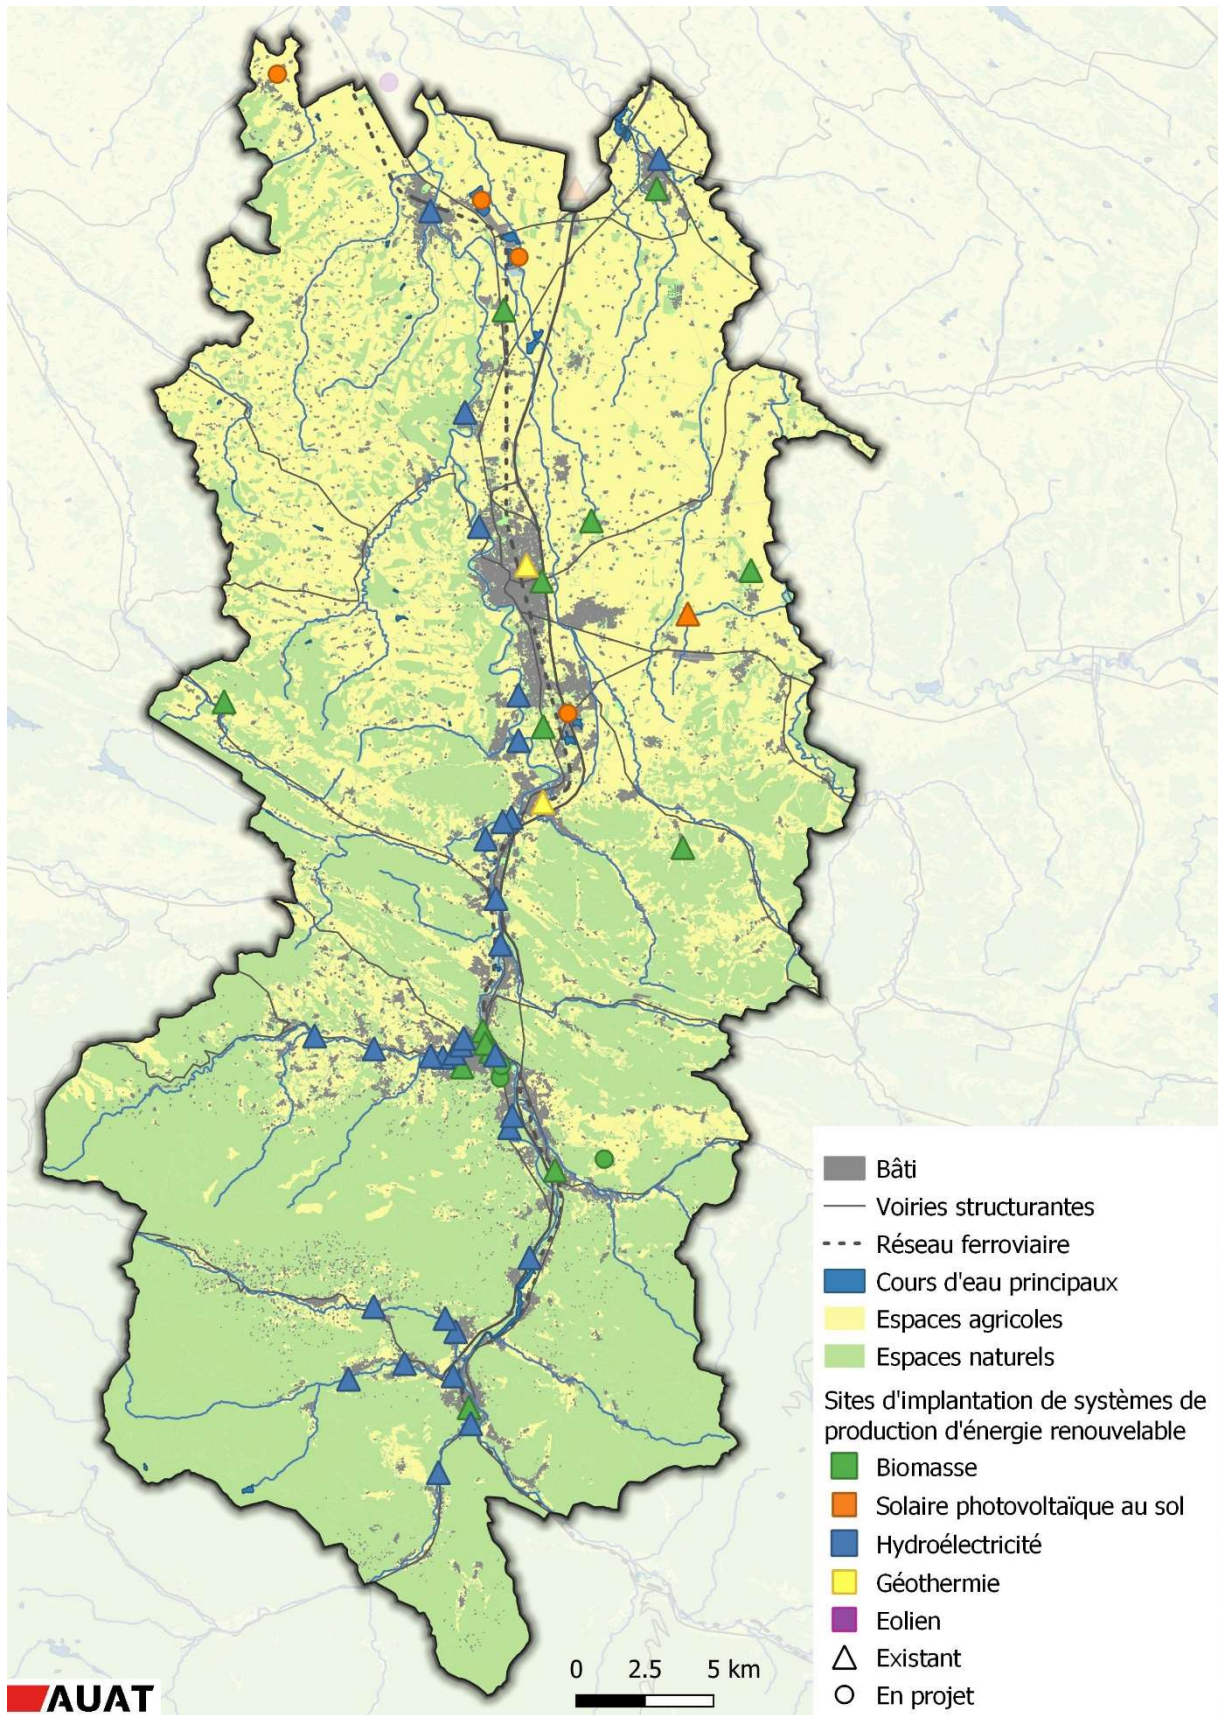 Bâti
Voiries structurantes
Réseau ferroviaire
Cours d'eau principaux
Espaces agricoles
Espaces naturels
Sites d'implantation de systèmes de
production d'énergie renouvelable
Biomasse
Solaire photovoltaïque au sol
Hydroélectricité
Géothermie
Eolien
Existant
En projet
0 2.5 5 km
AUAT